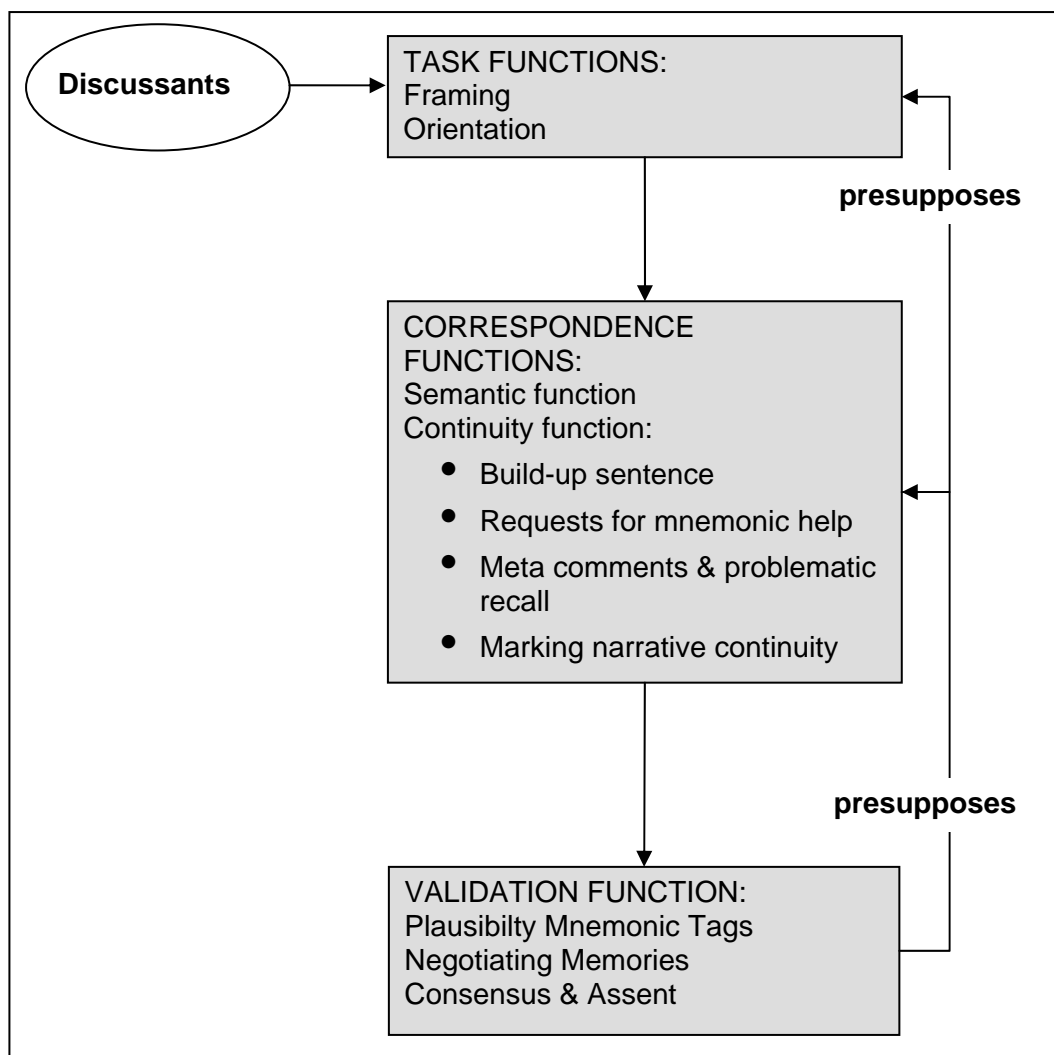 Discussants
TASK FUNCTIONS:
Framing
Orientation
presupposes
CORRESPONDENCE
FUNCTIONS:
Semantic function
Continuity function:
• Build-up sentence
• Requests for mnemonic help
• Meta comments & problematic
recall
• Marking narrative continuity
presupposes
VALIDATION FUNCTION:
Plausibilty Mnemonic Tags
Negotiating Memories
Consensus & Assent